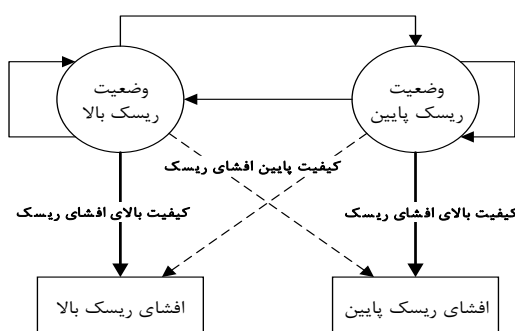 وضعیت
ریسک پایین
وضعیت
ریسک بالا
کیفیت پایین افشای ریسک
کیفیت بالای افشای ریسک
کیفیت بالای افشای ریسک
افشای ریسک پایین
افشای ریسک بالا